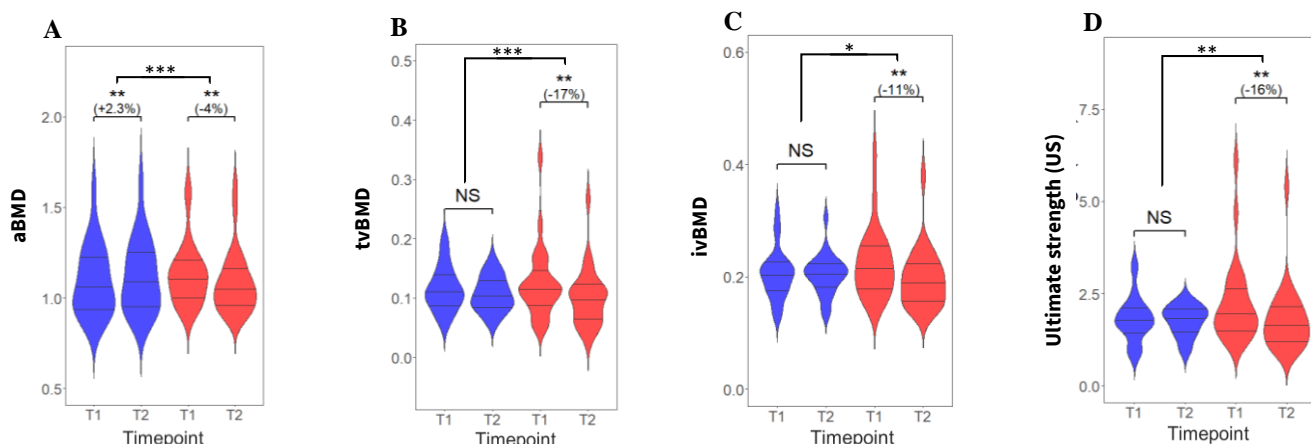 A
aBMD
***
**
(+2.3%)
**
(-4%)
2.0
1.5
1.0
0.5
T1 T2 T1 T2
Timepoint
B
tvBMD
***
**
(-17%)
NS
0.5
0.4
0.3
0.2
0.1
0.0
T1 T2 T1 T2
Timepoint
C
ivBMD
*
**
(-11%)
NS
0.6
0.4
0.2
0.0
T1 T2 T1 T2
Timepoint
D
Ultimate strength (US)
**
**
(-16%)
NS
7.5
5.0
2.5
0.0
T1 T2 T1 T2
Timepoint